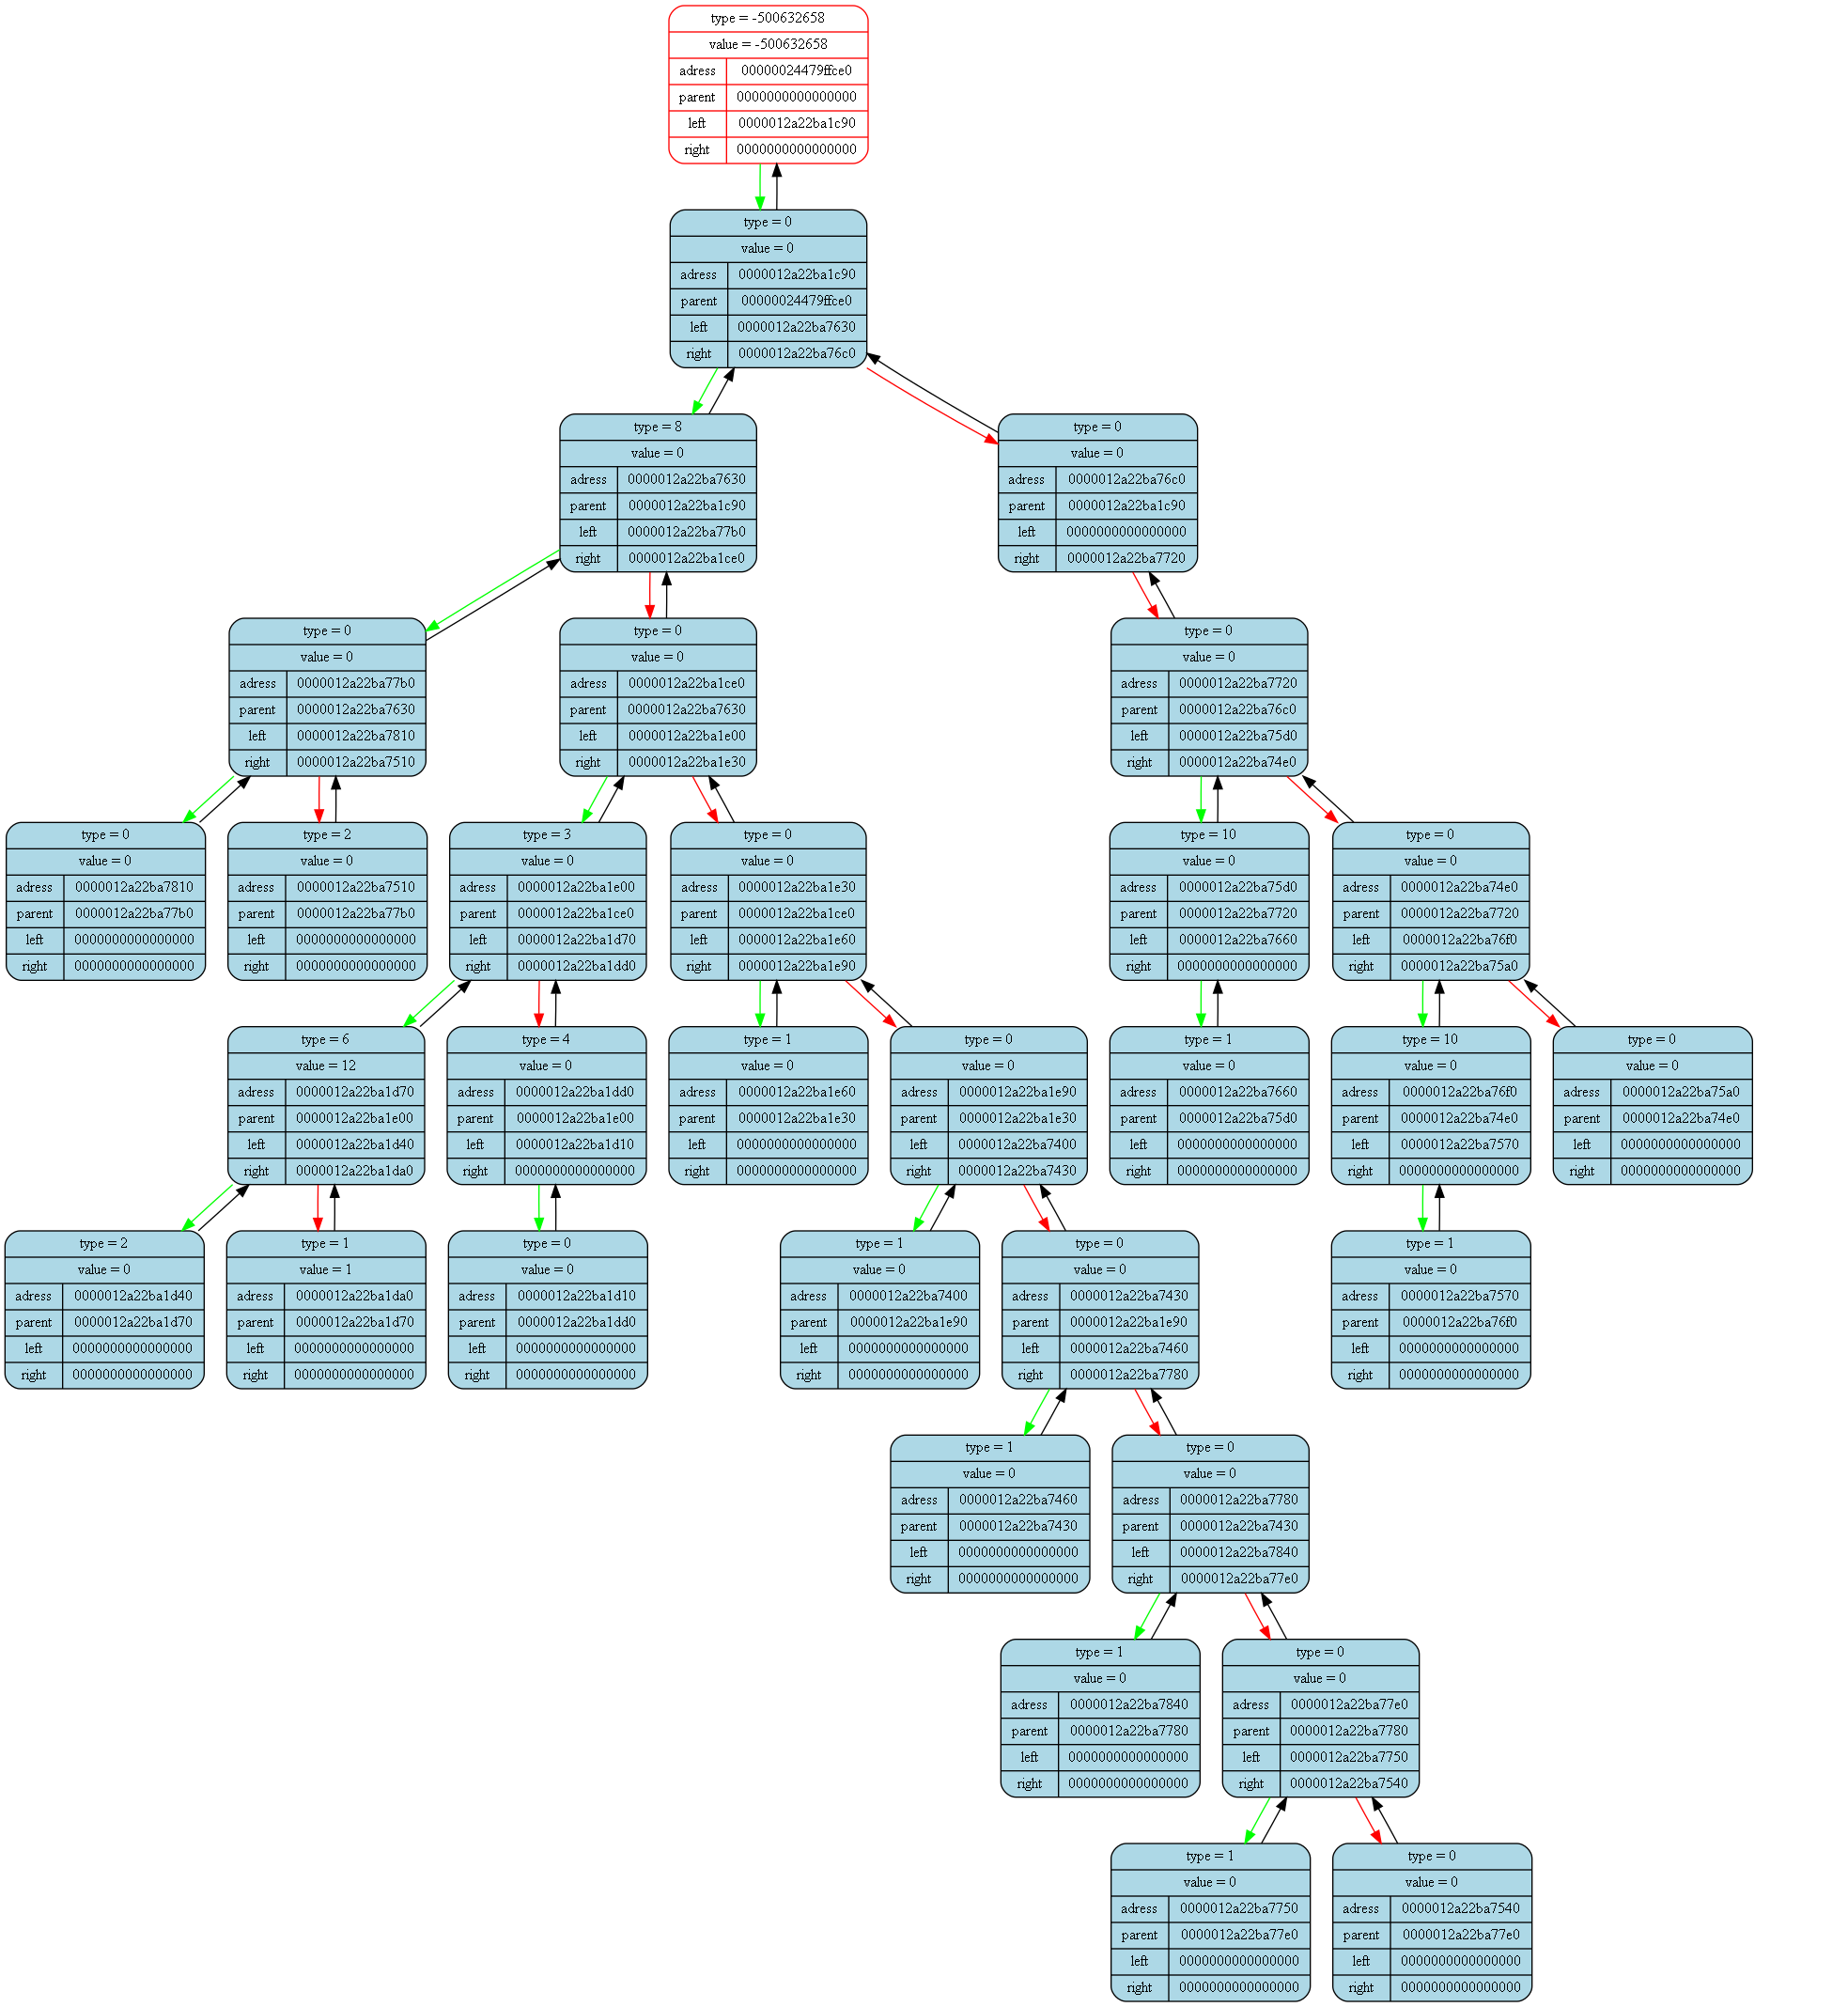 type = -500632658
value = -500632658
adress 00000024479ffce0
parent 0000000000000000
left 0000012a22ba1c90
right 0000000000000000
type = 0
value = 0
adress 0000012a22ba1c90
parent 00000024479ffce0
left 0000012a22ba7630
right 0000012a22ba76c0
type = 8
value = 0
adress 0000012a22ba7630
parent 0000012a22ba1c90
left 0000012a22ba77b0
right 0000012a22ba1ce0
type = 0
value = 0
adress 0000012a22ba76c0
parent 0000012a22ba1c90
left 0000000000000000
right 0000012a22ba7720
type = 0
value = 0
adress 0000012a22ba77b0
parent 0000012a22ba7630
left 0000012a22ba7810
right 0000012a22ba7510
type = 0
value = 0
adress 0000012a22ba1ce0
parent 0000012a22ba7630
left 0000012a22ba1e00
right 0000012a22ba1e30
type = 0
value = 0
adress 0000012a22ba7720
parent 0000012a22ba76c0
left 0000012a22ba75d0
right 0000012a22ba74e0
type = 0
value = 0
adress 0000012a22ba7810
parent 0000012a22ba77b0
left 0000000000000000
right 0000000000000000
type = 2
value = 0
adress 0000012a22ba7510
parent 0000012a22ba77b0
left 0000000000000000
right 0000000000000000
type = 3
value = 0
adress 0000012a22ba1e00
parent 0000012a22ba1ce0
left 0000012a22ba1d70
right 0000012a22ba1dd0
type = 0
value = 0
adress 0000012a22ba1e30
parent 0000012a22ba1ce0
left 0000012a22ba1e60
right 0000012a22ba1e90
type = 10
value = 0
adress 0000012a22ba75d0
parent 0000012a22ba7720
left 0000012a22ba7660
right 0000000000000000
type = 0
value = 0
adress 0000012a22ba74e0
parent 0000012a22ba7720
left 0000012a22ba76f0
right 0000012a22ba75a0
type = 6
value = 12
adress 0000012a22ba1d70
parent 0000012a22ba1e00
left 0000012a22ba1d40
right 0000012a22ba1da0
type = 4
value = 0
adress 0000012a22ba1dd0
parent 0000012a22ba1e00
left 0000012a22ba1d10
right 0000000000000000
type = 1
value = 0
adress 0000012a22ba1e60
parent 0000012a22ba1e30
left 0000000000000000
right 0000000000000000
type = 0
value = 0
adress 0000012a22ba1e90
parent 0000012a22ba1e30
left 0000012a22ba7400
right 0000012a22ba7430
type = 1
value = 0
adress 0000012a22ba7660
parent 0000012a22ba75d0
left 0000000000000000
right 0000000000000000
type = 10
value = 0
adress 0000012a22ba76f0
parent 0000012a22ba74e0
left 0000012a22ba7570
right 0000000000000000
type = 0
value = 0
adress 0000012a22ba75a0
parent 0000012a22ba74e0
left 0000000000000000
right 0000000000000000
type = 2
value = 0
adress 0000012a22ba1d40
parent 0000012a22ba1d70
left 0000000000000000
right 0000000000000000
type = 1
value = 1
adress 0000012a22ba1da0
parent 0000012a22ba1d70
left 0000000000000000
right 0000000000000000
type = 0
value = 0
adress 0000012a22ba1d10
parent 0000012a22ba1dd0
left 0000000000000000
right 0000000000000000
type = 1
value = 0
adress 0000012a22ba7400
parent 0000012a22ba1e90
left 0000000000000000
right 0000000000000000
type = 0
value = 0
adress 0000012a22ba7430
parent 0000012a22ba1e90
left 0000012a22ba7460
right 0000012a22ba7780
type = 1
value = 0
adress 0000012a22ba7570
parent 0000012a22ba76f0
left 0000000000000000
right 0000000000000000
type = 1
value = 0
adress 0000012a22ba7460
parent 0000012a22ba7430
left 0000000000000000
right 0000000000000000
type = 0
value = 0
adress 0000012a22ba7780
parent 0000012a22ba7430
left 0000012a22ba7840
right 0000012a22ba77e0
type = 1
value = 0
adress 0000012a22ba7840
parent 0000012a22ba7780
left 0000000000000000
right 0000000000000000
type = 0
value = 0
adress 0000012a22ba77e0
parent 0000012a22ba7780
left 0000012a22ba7750
right 0000012a22ba7540
type = 1
value = 0
adress 0000012a22ba7750
parent 0000012a22ba77e0
left 0000000000000000
right 0000000000000000
type = 0
value = 0
adress 0000012a22ba7540
parent 0000012a22ba77e0
left 0000000000000000
right 0000000000000000